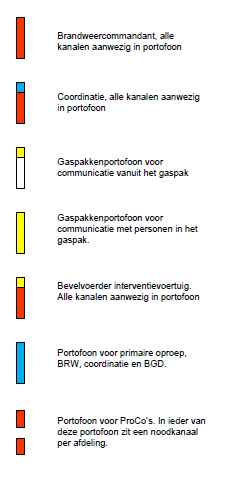 Brandweercommandant, alle
kanalen aanwezig in portofoon
Coordinatie, alle kanalen aanwezig
in portofoon
Gaspakkenportofoon voor
communicatie vanuit het gaspak
Gaspakkenportofoon voor
communicatie met personen in het
gaspak.
Bevelvoerder interventievoertuig.
Alle kanalen aanwezig in portofoon
Portofoon voor primaire oproep,
BRW, coordinatie en BGD.
Portofoon voor ProCo's. In ieder van
deze portofoon zit een noodkanaal
per afdeling.